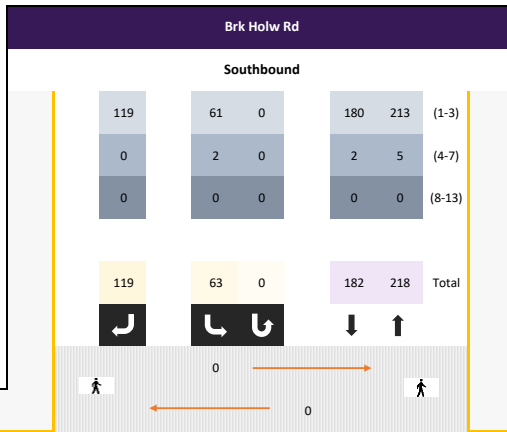 Brk Holw Rd
Southbound
119 61 0 180 213 (1-3)
0 2 0 2 5 (4-7)
0 0 0 0 0 (8-13)
119 63 0 182 218 Total
0
0